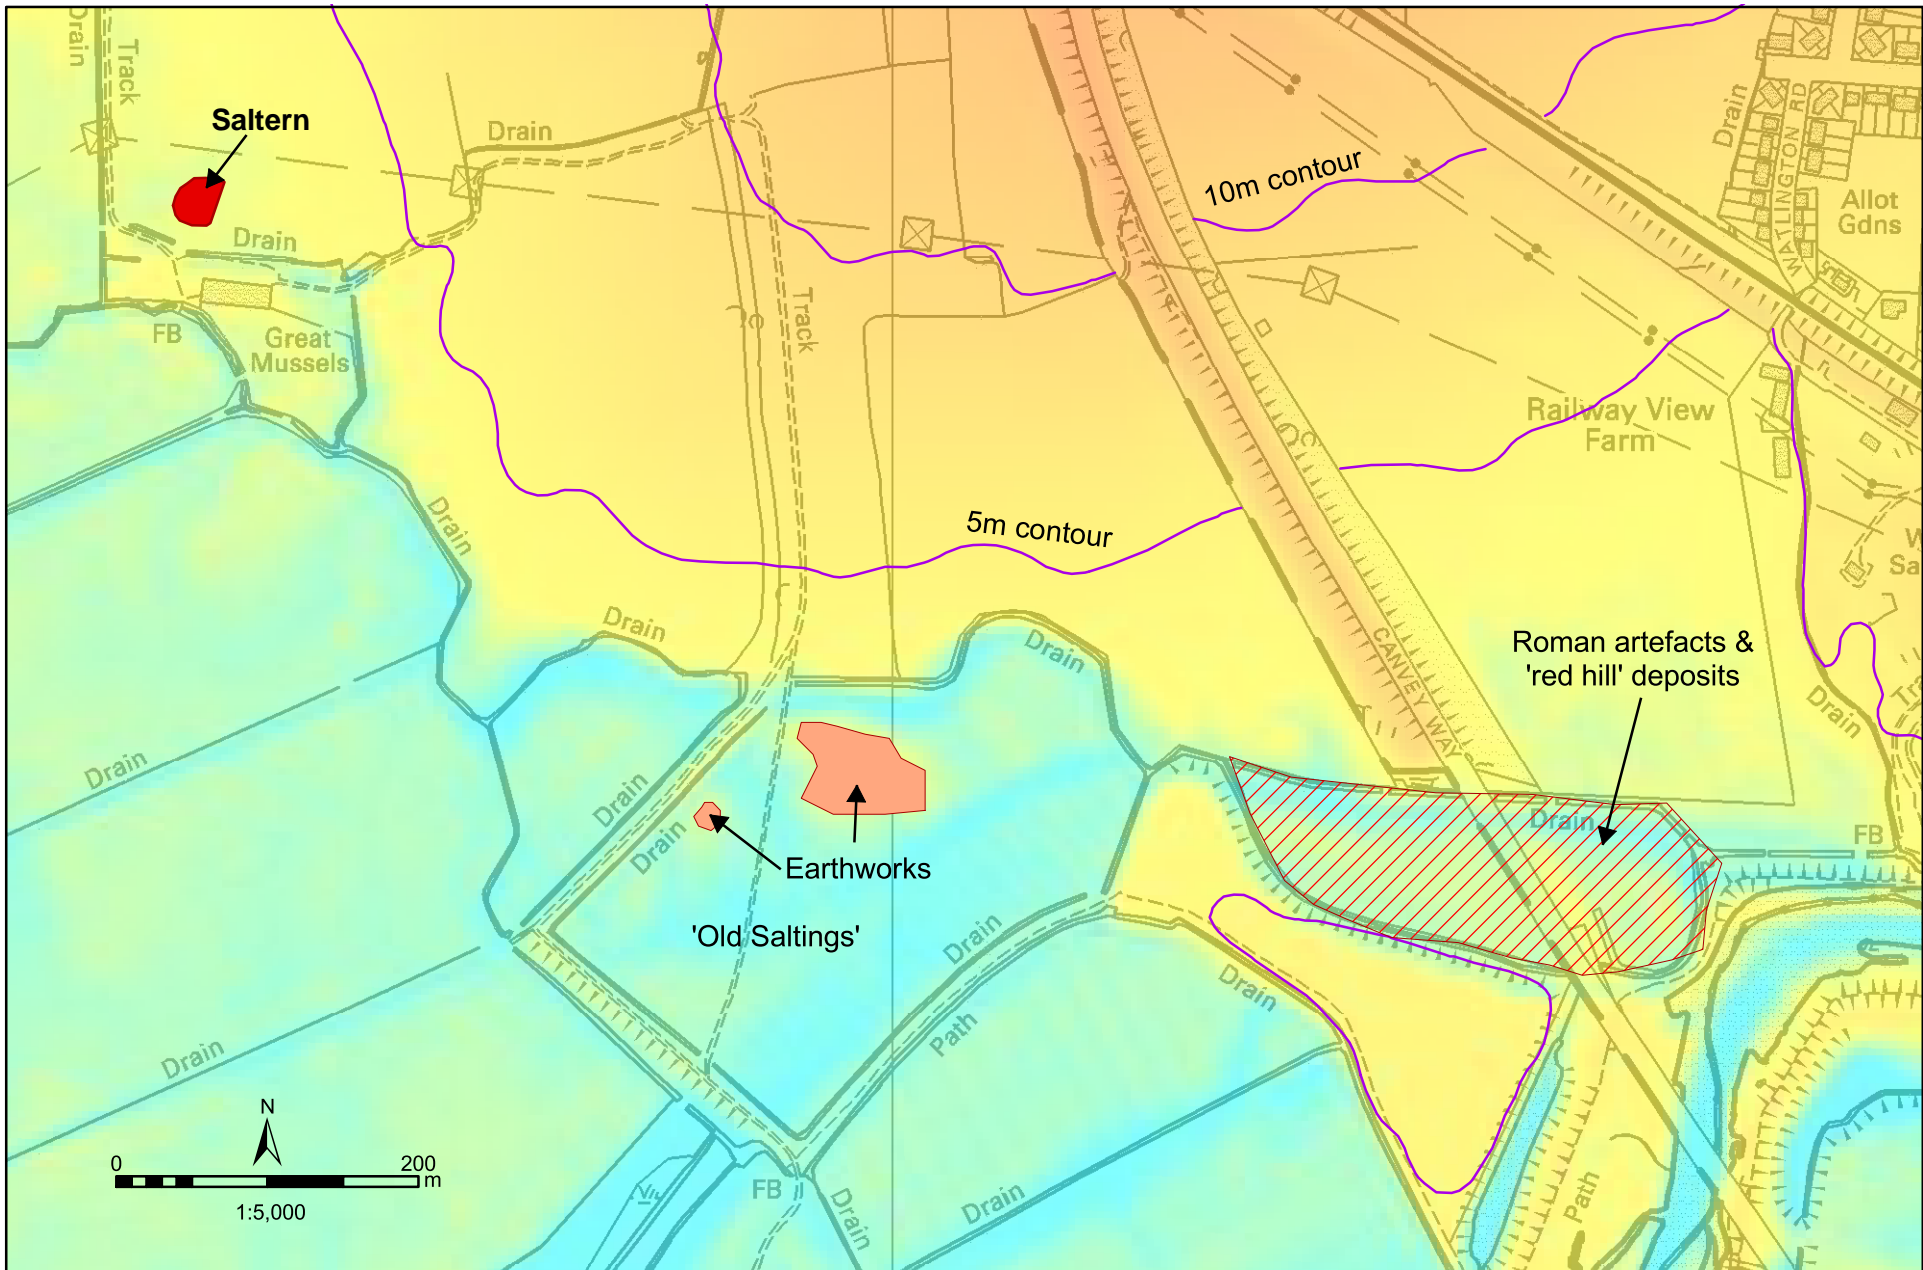 Drain
Track
Saltern
Drain
Drain
FB
Great
Mussels
Track
10m contour
Drain
WATLINGTON RD
Allot
Gdns
Railway View
Farm
5m contour
Drain
Drain
Drain
CANVEY WAY
Roman artefacts &
'red hill' deposits
Drain
Drain
Drain
Drain
Drain
FB
Earthworks
'Old Saltings'
Drain
Path
Drain
Drain
N
0
200
m
1:5,000
FB
Drain
Drain
Path